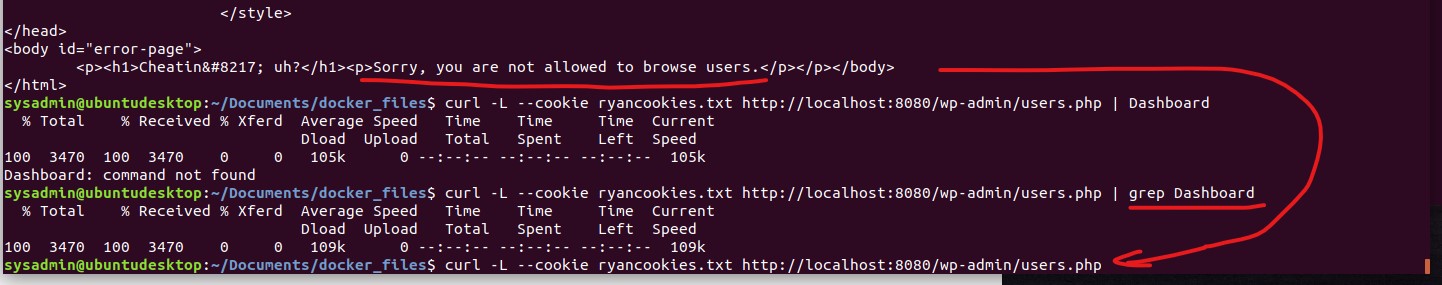 </style>
</head>
<body id="error-page">
<p><h1>Cheatin&#8217; uh?</h1><p>Sorry, you are not allowed to browse users.</p></p></body>
</html>
sysadmin@ubuntudesktop:~/Documents/docker_files$ curl -L --cookie ryancookies.txt http://localhost:8080/wp-admin/users.php | Dashboard
% Total % Received % Xferd Average Speed Time Time Time Current
Dload Upload Total Spent Left Speed
100 3470 100 3470 0 0 105k 0 --:--:-- --:--:-- --:--:-- 105k
Dashboard: command not found
sysadmin@ubuntudesktop:~/Documents/docker_files$ curl -L --cookie ryancookies.txt http://localhost:8080/wp-admin/users.php | grep Dashboard
% Total % Received % Xferd Average Speed Time Time Time Current
Dload Upload Total Spent Left Speed
100 3470 100 3470 0 0 109k 0 --:--:-- --:--:-- --:--:-- 109k
sysadmin@ubuntudesktop:~/Documents/docker_files$ curl -L --cookie ryancookies.txt http://localhost:8080/wp-admin/users.php